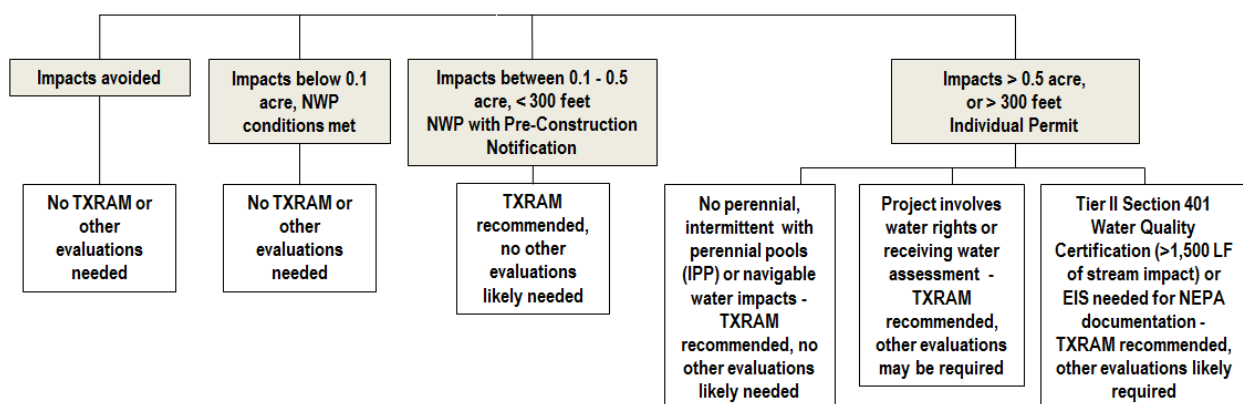 Impacts avoided
Impacts below 0.1
acre, NWP
conditions met
Impacts between 0.1 - 0.5
acre, < 300 feet
NWP with Pre-Construction
Notification
Impacts > 0.5 acre,
or > 300 feet
Individual Permit
No TXRAM or
other
evaluations
needed
No TXRAM or
other
evaluations
needed
TXRAM
recommended,
no other
evaluations
likely needed
No perennial,
intermittent with
perennial pools
(IPP) or navigable
water impacts -
TXRAM
recommended, no
other evaluations
likely needed
Project involves
water rights or
receiving water
assessment -
TXRAM
recommended,
other evaluations
may be required
Tier II Section 401
Water Quality
Certification (>1,500 LF
of stream impact) or
EIS needed for NEPA
documentation -
TXRAM recommended,
other evaluations likely
required